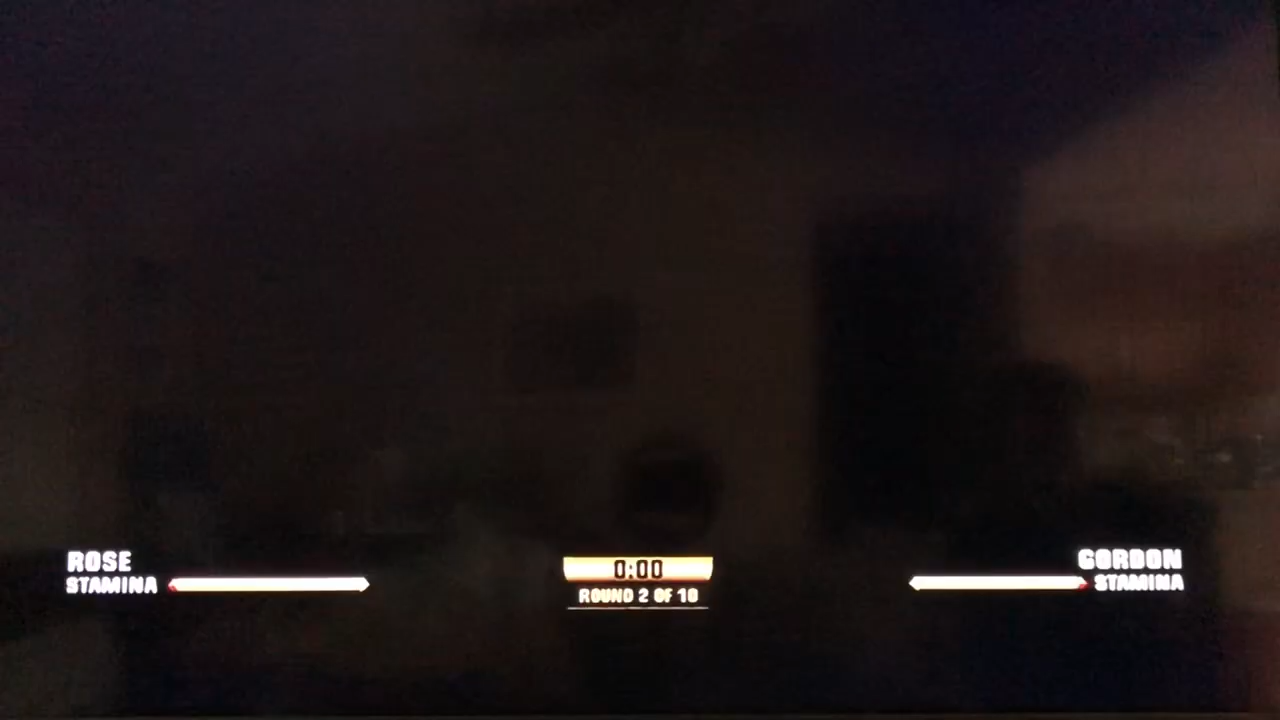 ROSE
STAMINA
0:00
ROUND 2 OF 10
GORDON
STAMINA